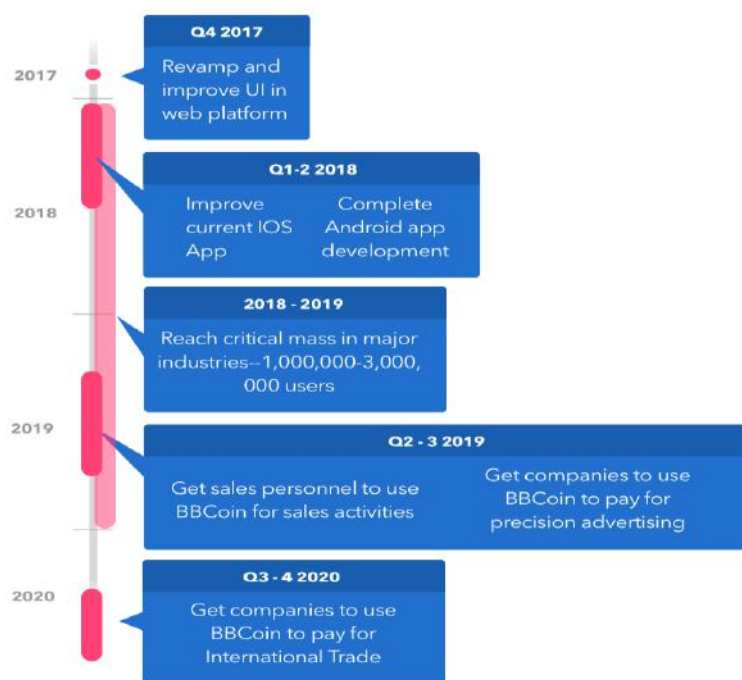 Q4 2017
2017
Revamp and
improve UI in
web platform
Q1-2 2018
2018
Improve
current IOS
App
Complete
Android app
development
2018 - 2019
Reach critical mass in major
industries--1,000,000-3,000,
000 users
2019
Q2 - 3 2019
Get sales personnel to use
BBCoin for sales activities
Get companies to use
BBCoin to pay for
precision advertising
Q3 - 4 2020
2020
Get companies to use
BBCoin to pay for
International Trade